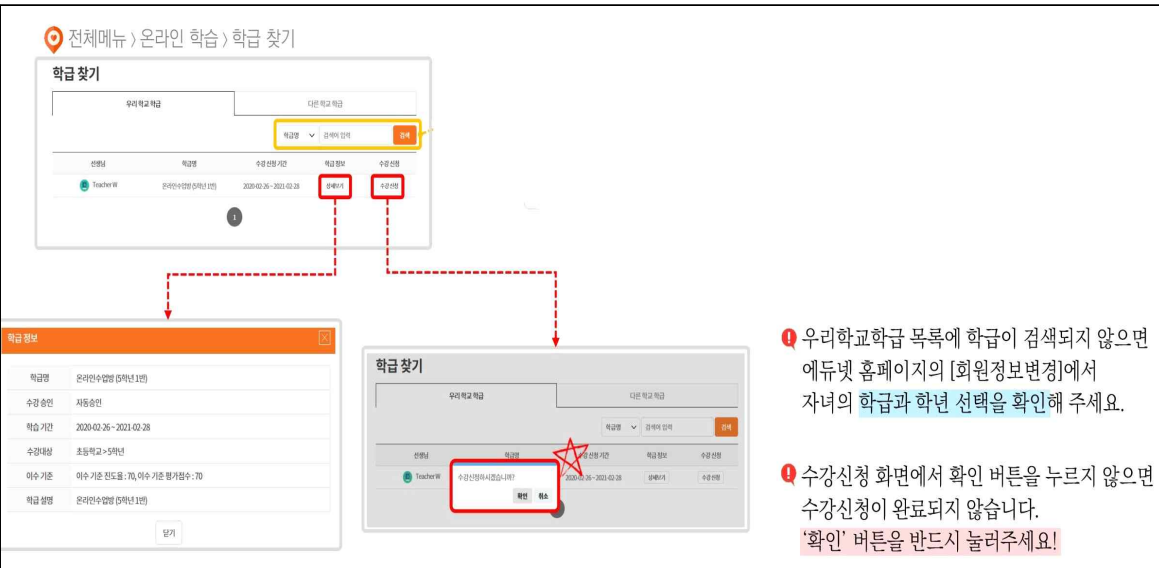 전체메뉴 > 온라인 학습 > 학급 찾기
학급 찾기
우리 학교 학급 다른 학교 학급
학급명 검색어 입력 검색
선생님 학급명 수강 신청 기간 학급 정보 수강 신청
Teacher W 온라인수업방 (5학년 1반) 2020-02-26 ~ 2021-02-28 상세보기 수강 신청
1
학급 정보
학급명 온라인수업방 (5학년 1반)
수강 승인 자동승인
학습 기간 2020-02-26 ~ 2021-02-28
수강대상 초등학교 > 5학년
이수 기준 이수 기준 진도율 : 70, 이수 기준 평가점수 : 70
학급 설명 온라인수업방 (5학년 1반)
닫기
학급 찾기
우리 학교 학급 다른 학교 학급
학급명 검색어 입력 검색
선생님 학급명 수강 신청 기간 학급 정보 수강 신청
Teacher W 수강신청하시겠습니까? 2020-02-26 ~ 2021-02-28 상세보기 수강 신청
확인 취소
우리학교학급 목록에 학급이 검색되지 않으면
에듀넷 홈페이지의 [회원정보변경]에서
자녀의 학급과 학년 선택을 확인해 주세요.
수강신청 화면에서 확인 버튼을 누르지 않으면
수강신청이 완료되지 않습니다.
‘확인’ 버튼을 반드시 눌러주세요!